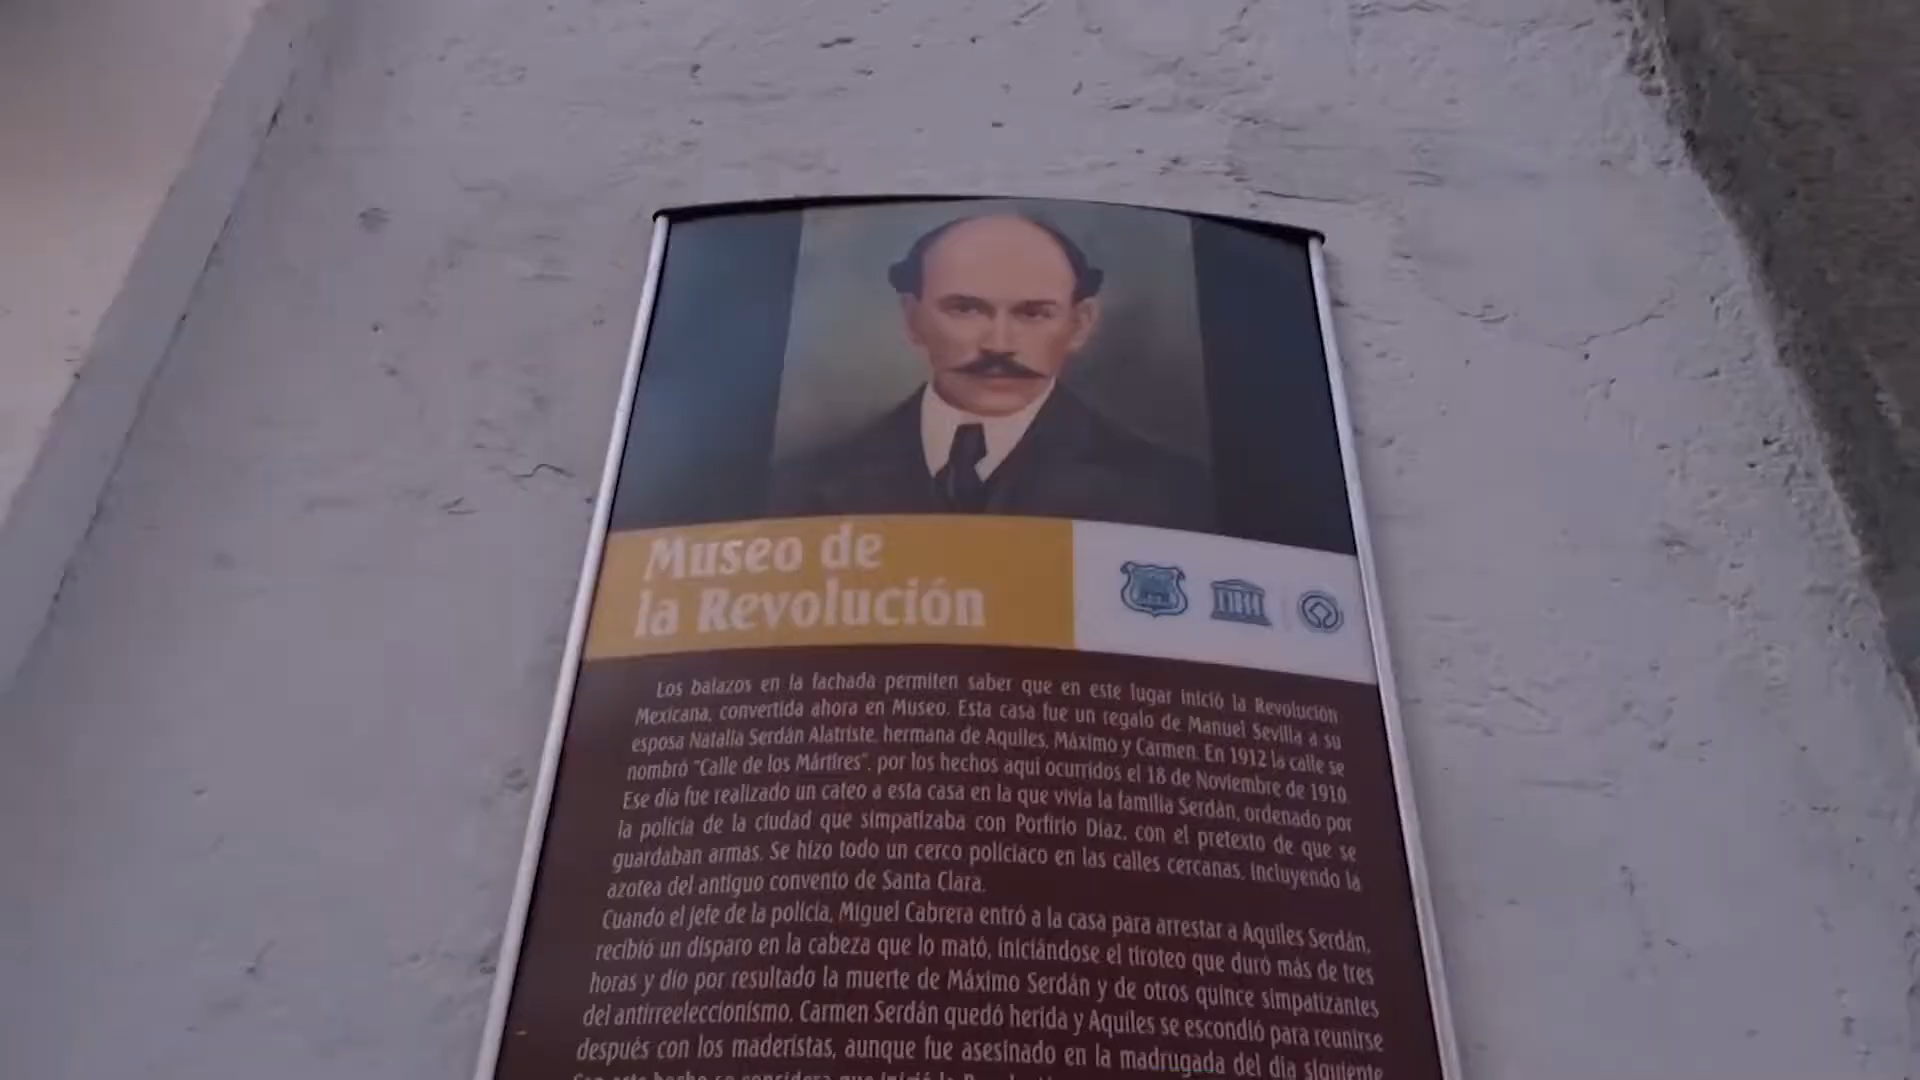 Museo de
la Revolución
Los balazos en la fachada permiten saber que en este lugar inició la Revolución
Mexicana, convertida ahora en Museo. Esta casa fue un regalo de Manuel Sevilla a su
esposa Natalia Serdán Alatriste, hermana de Aquiles, Máximo y Carmen. En 1912 la calle se
nombró "Calle de los Mártires", por los hechos aquí ocurridos el 18 de Noviembre de 1910.
Ese día fue realizado un cateo a esta casa en la que vivía la familia Serdán, ordenado por
la policía de la ciudad que simpatizaba con Porfirio Díaz, con el pretexto de que se
guardaban armas. Se hizo todo un cerco policiaco en las calles cercanas, incluyendo la
azotea del antiguo convento de Santa Clara.
Cuando el jefe de la policía, Miguel Cabrera entró a la casa para arrestar a Aquiles Serdán,
recibió un disparo en la cabeza que lo mató, iniciándose el tiroteo que duró más de tres
horas y dio por resultado la muerte de Máximo Serdán y de otros quince simpatizantes
del antirreeleccionismo. Carmen Serdán quedó herida y Aquiles se escondió para reunirse
después con los maderistas, aunque fue asesinado en la madrugada del día siguiente